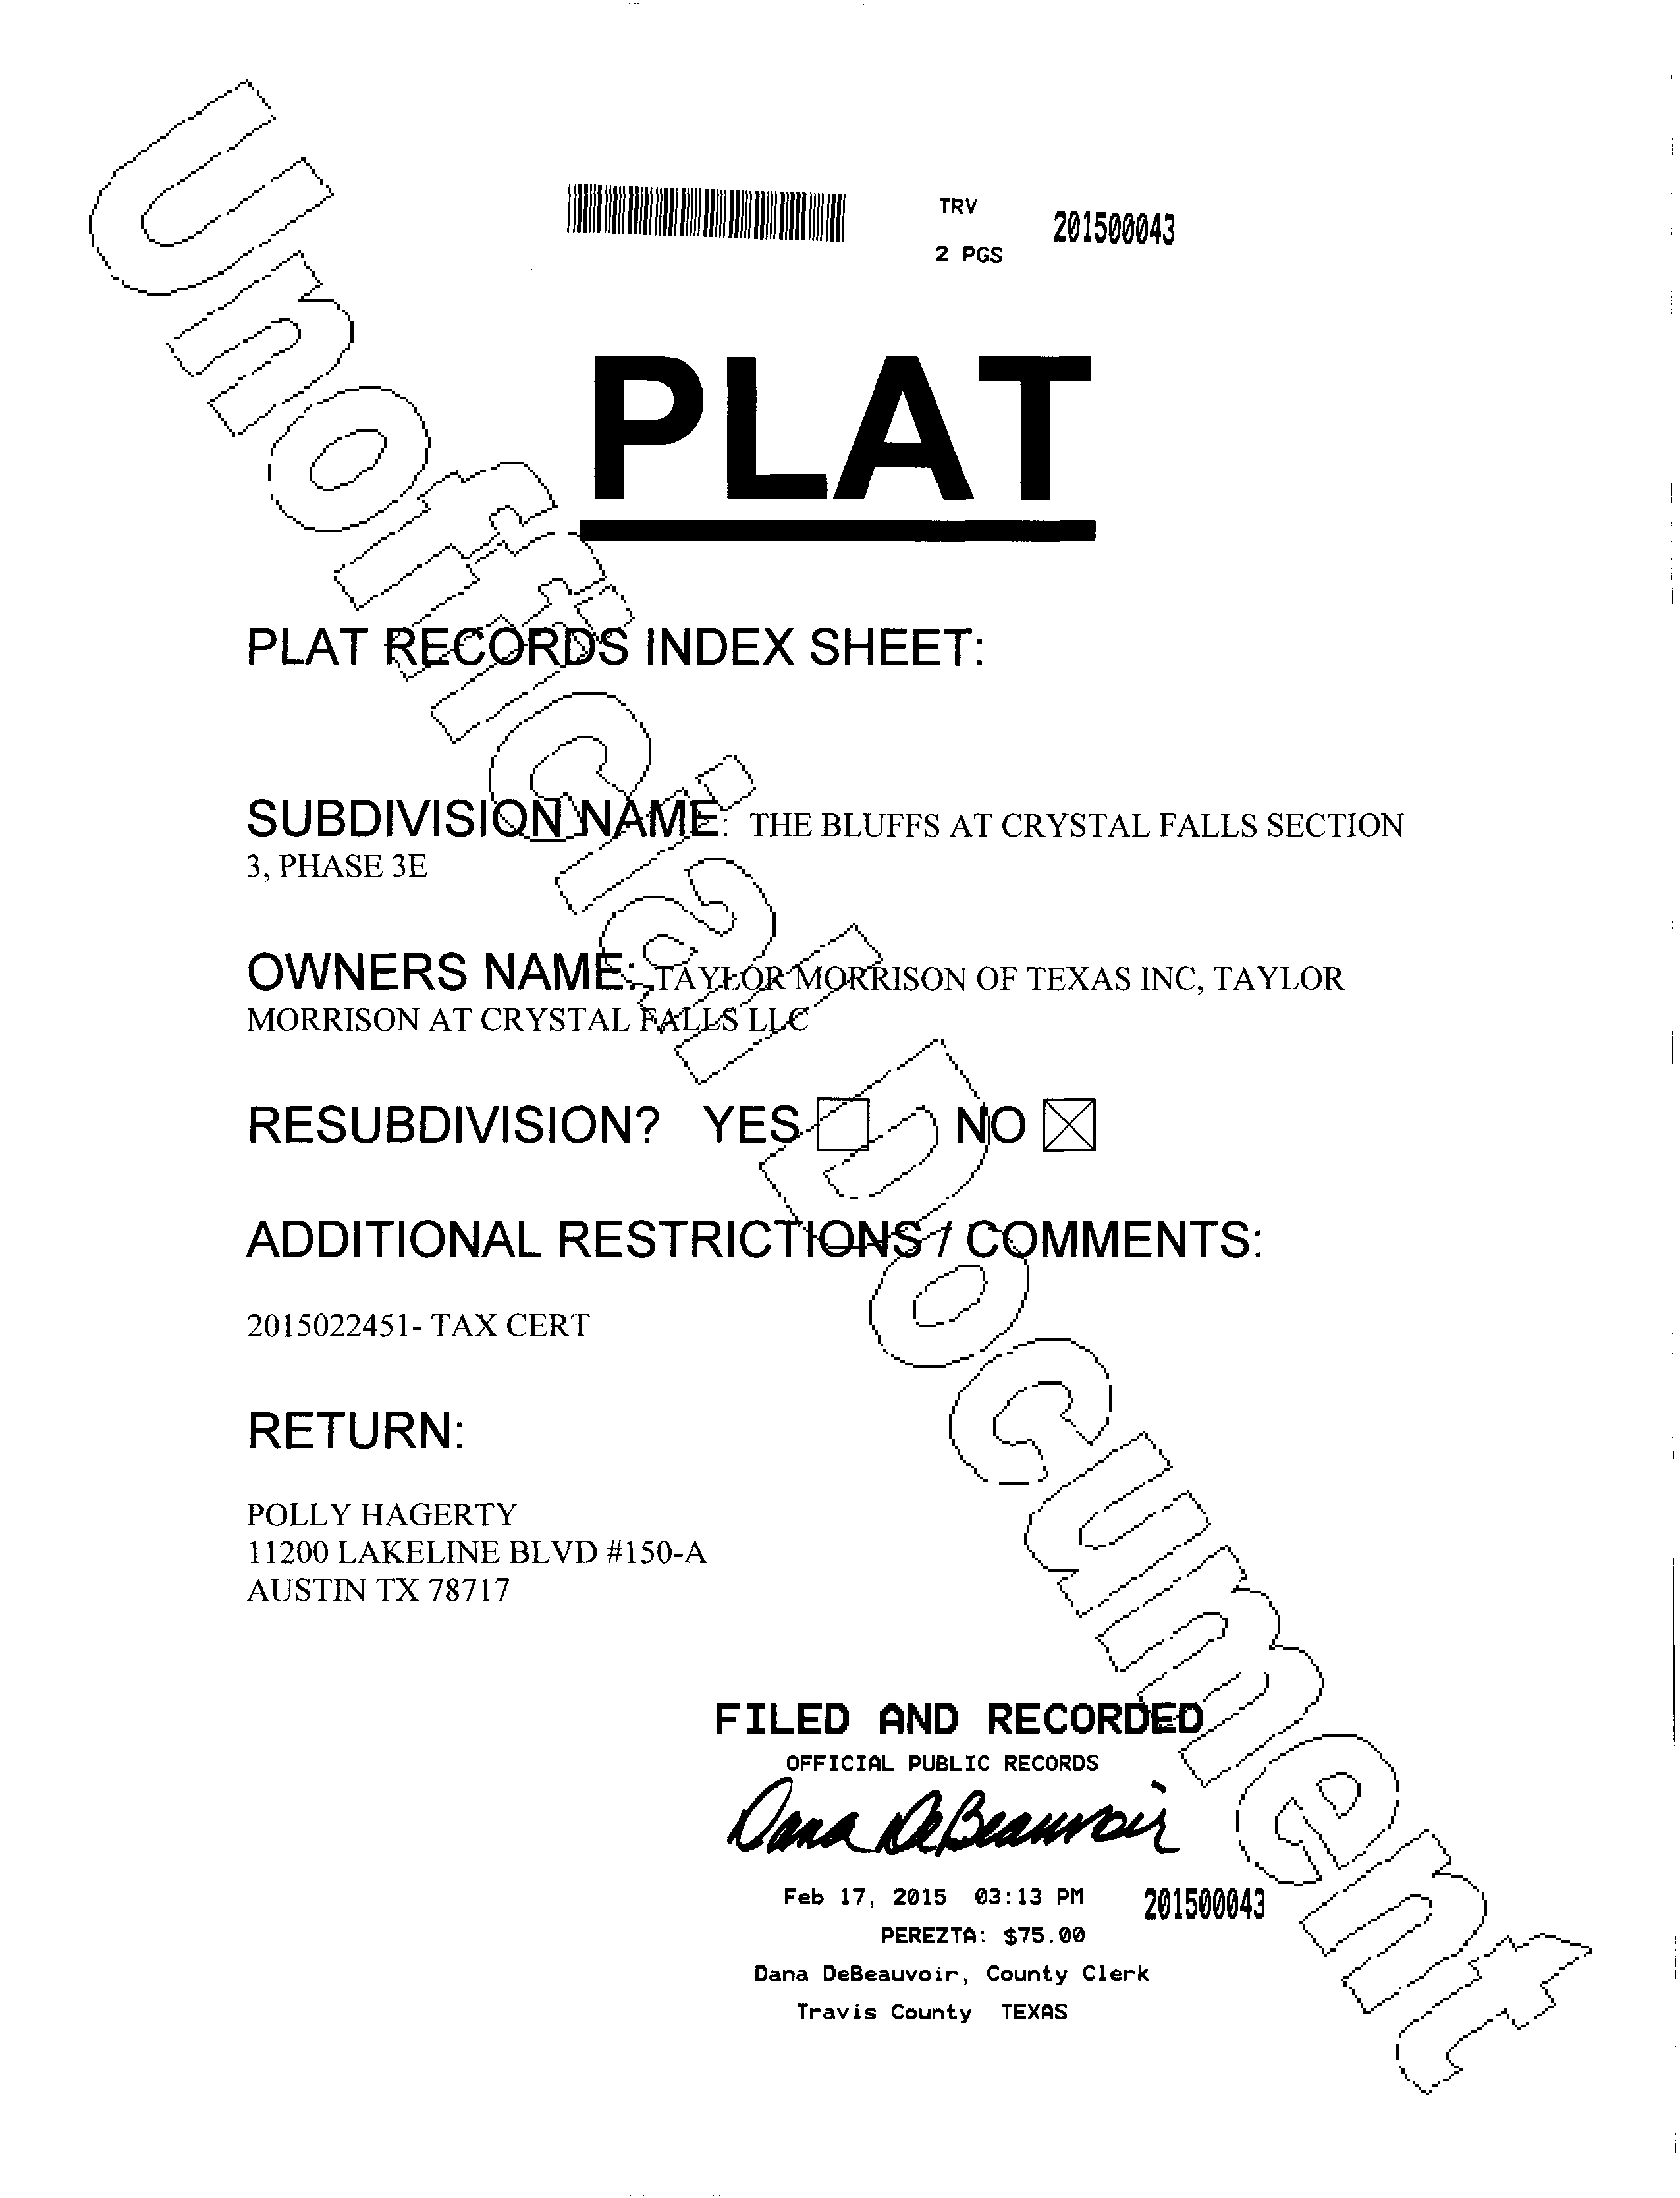 TRV 201500043
2 PGS
PLAT
PLAT RECORDS INDEX SHEET:
SUBDIVISION NAME: THE BLUFFS AT CRYSTAL FALLS SECTION
3, PHASE 3E
OWNERS NAME: TAYLOR MORRISON OF TEXAS INC, TAYLOR
MORRISON AT CRYSTAL FALLS LLC
RESUBDIVISION? YES NO
ADDITIONAL RESTRICTIONS / COMMENTS:
2015022451- TAX CERT
RETURN:
POLLY HAGERTY
11200 LAKELINE BLVD #150-A
AUSTIN TX 78717
FILED AND RECORDED
OFFICIAL PUBLIC RECORDS
Dana DeBeauvoir
Feb 17, 2015 03:13 PM 201500043
PEREZTA: $75.00
Dana DeBeauvoir, County Clerk
Travis County TEXAS
Unofficial Document